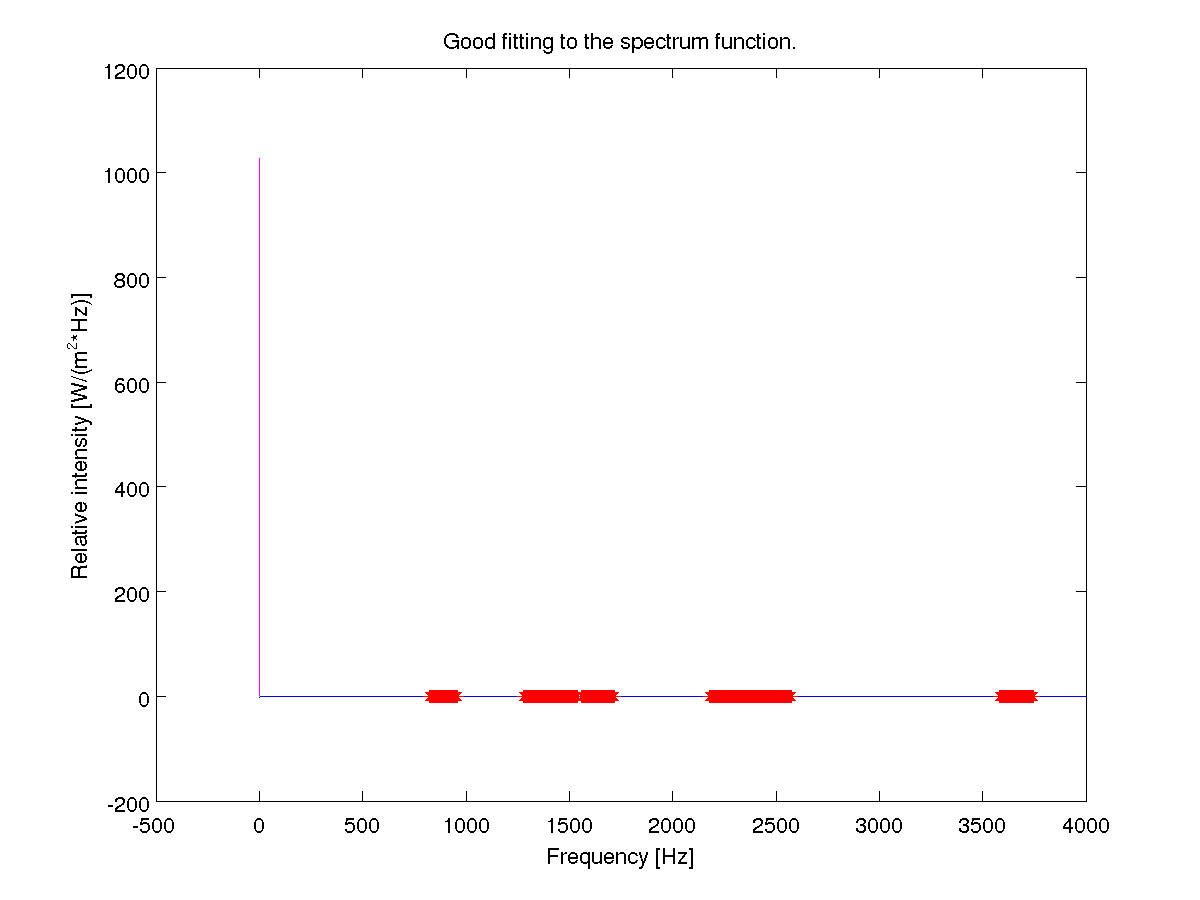 Good fitting to the spectrum function.
1200
1000
800
600
400
200
0
-200
Relative intensity [W/(m²*Hz)]
-500 0 500 1000 1500 2000 2500 3000 3500 4000
Frequency [Hz]